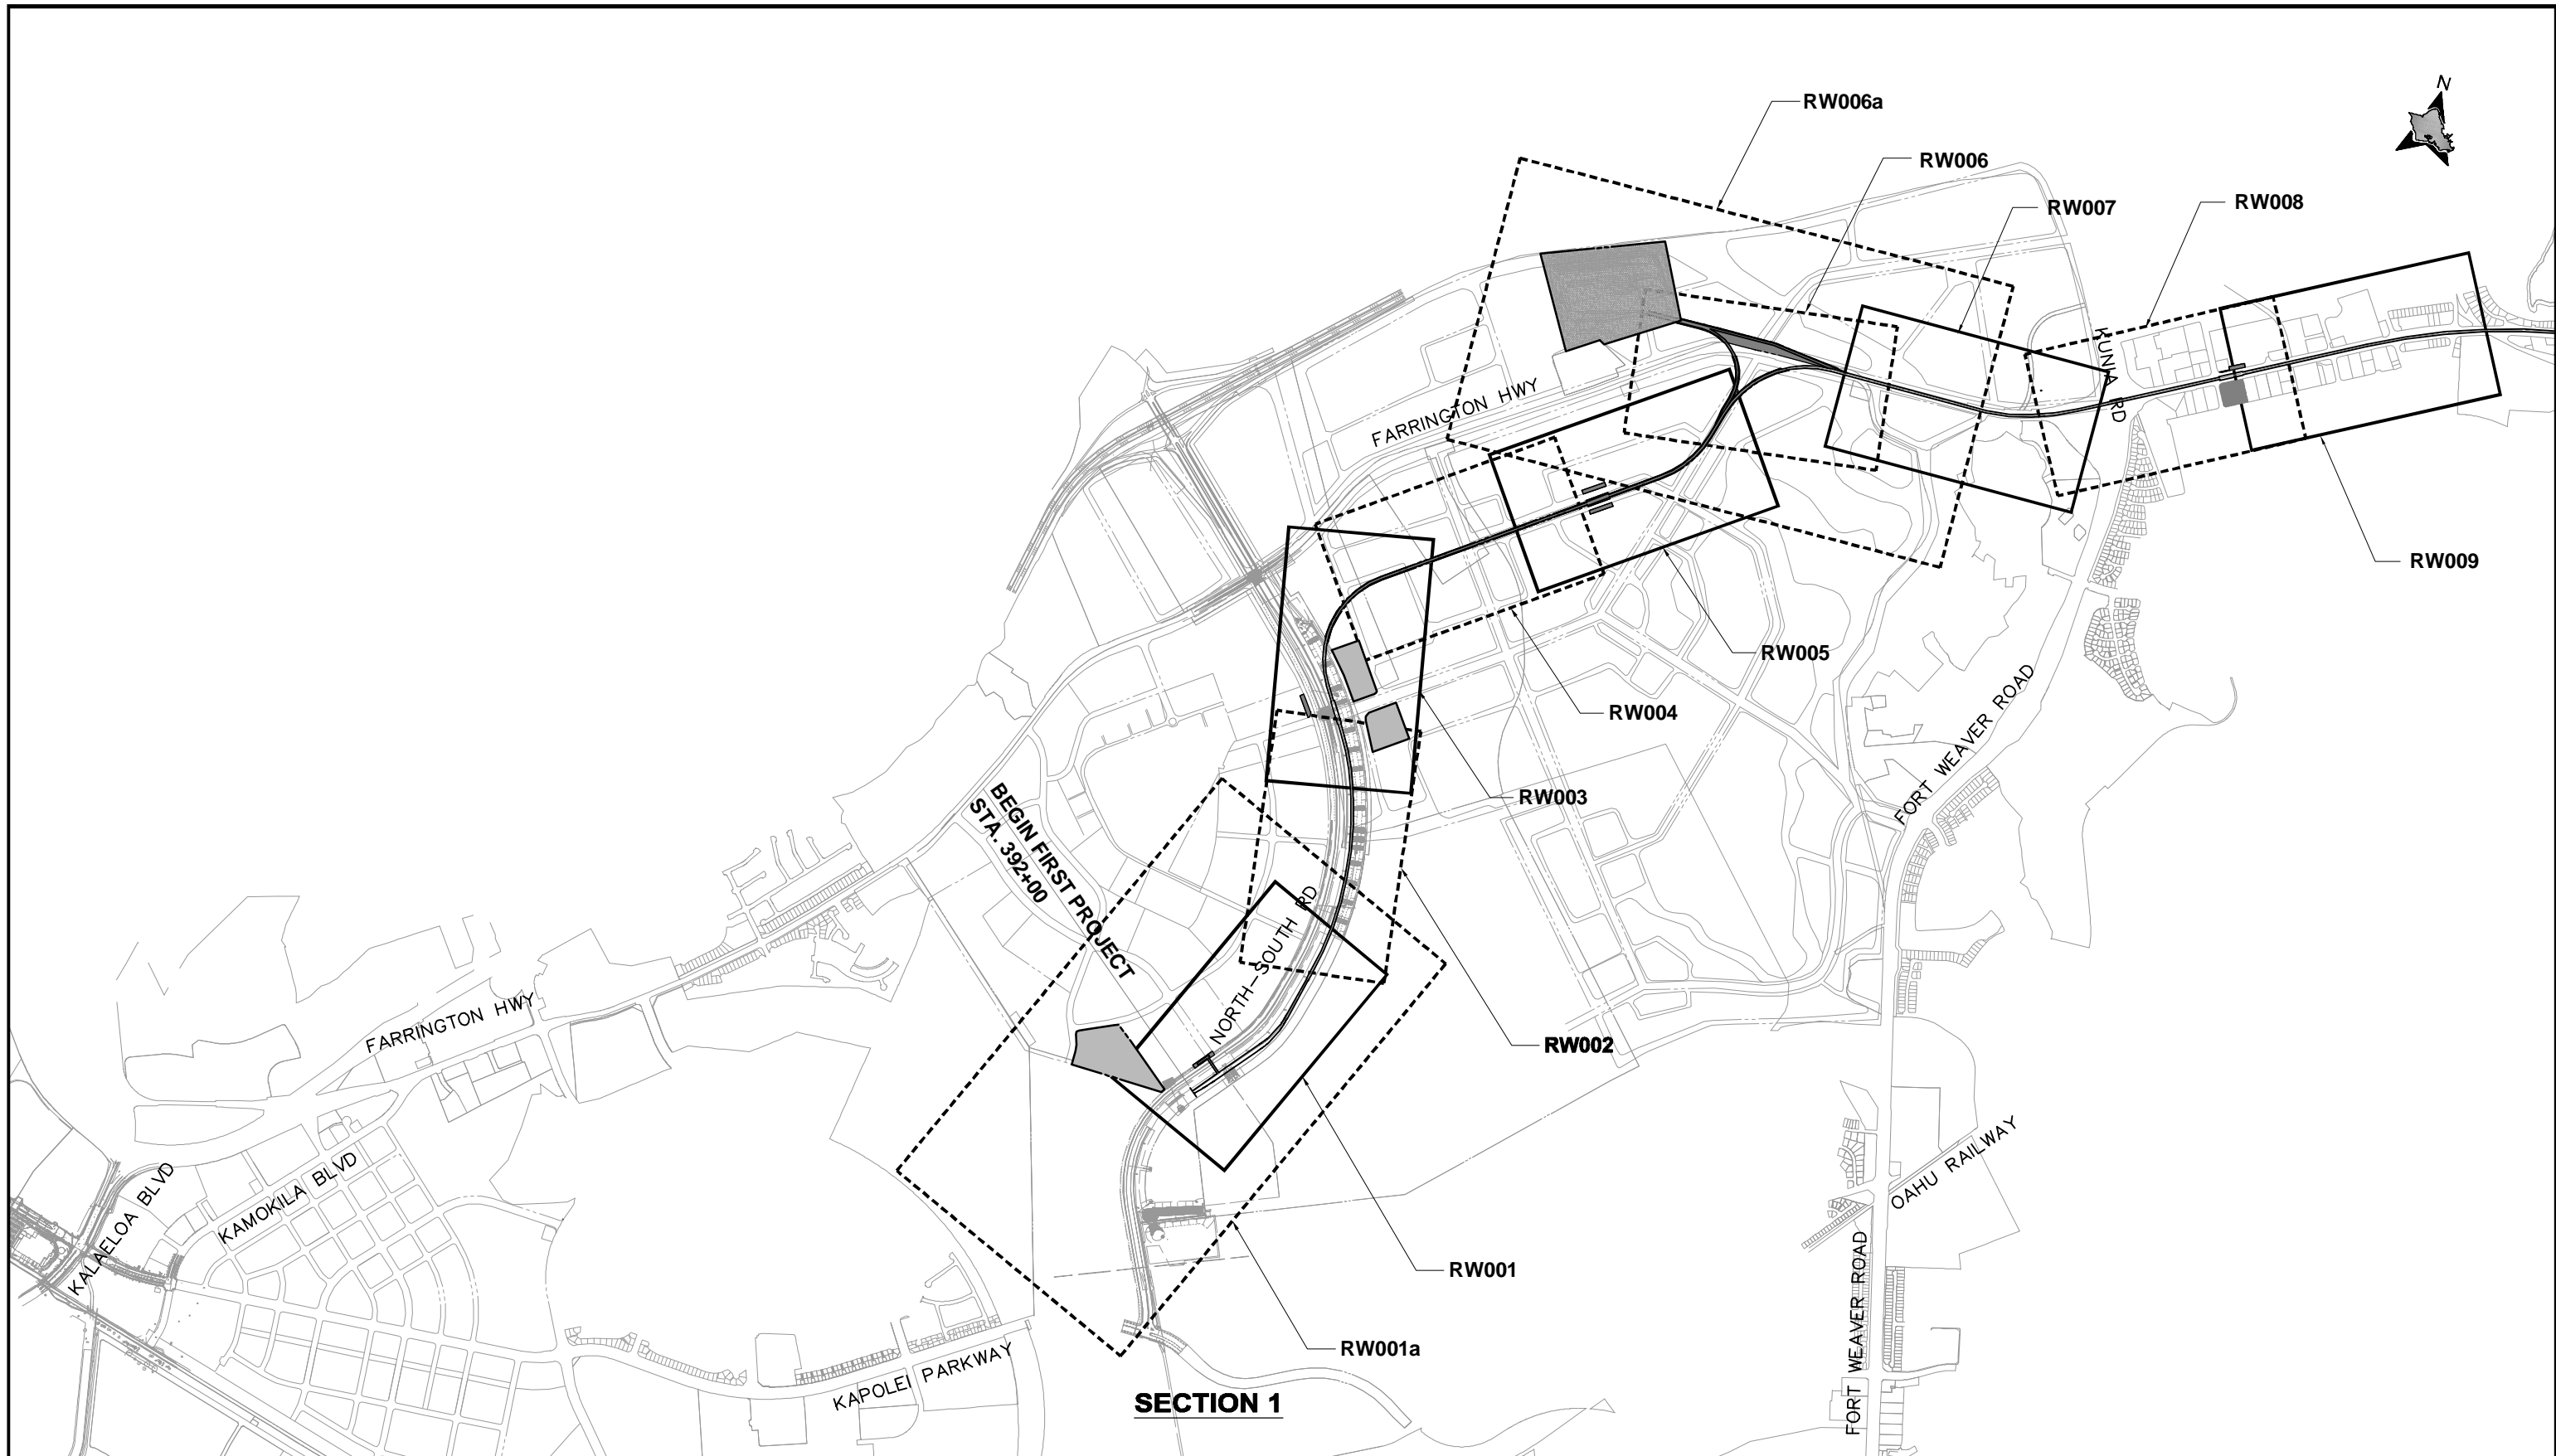 N
RW006a
RW006
RW007
RW008
KUNIA RD
FARRINGTON HWY
RW009
RW005
RW004
FORT WEAVER ROAD
RW003
BEGIN FIRST PROJECT
STA. 392+00
NORTH-SOUTH RD
FARRINGTON HWY
RW002
OAHU RAILWAY
KALAELOA BLVD
KAMOKILA BLVD
RW001
FORT WEAVER ROAD
RW001a
KAPOLEI PARKWAY
SECTION 1